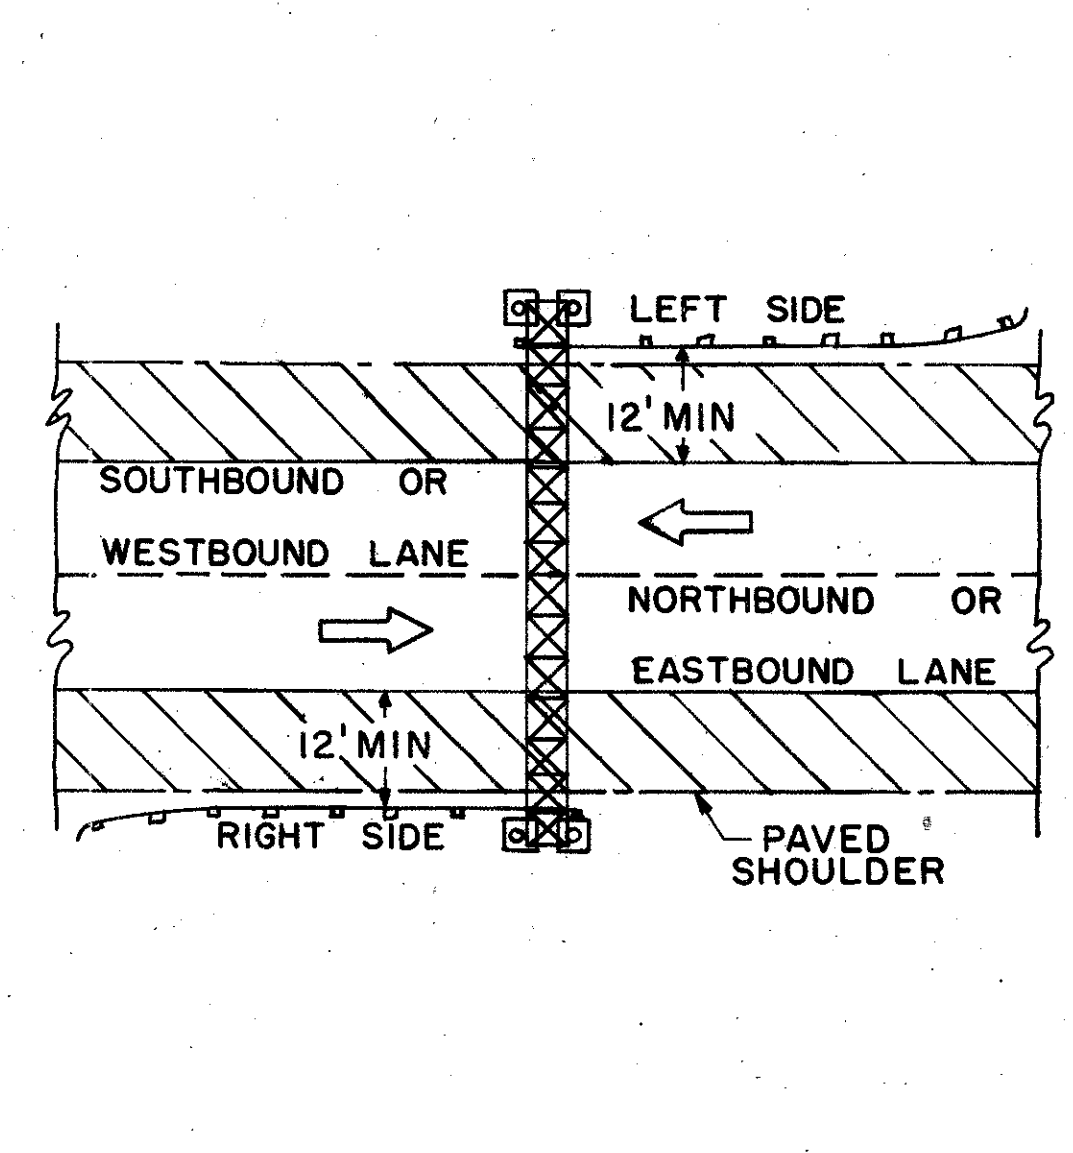 LEFT SIDE
12' MIN
SOUTHBOUND OR
WESTBOUND LANE
NORTHBOUND OR
EASTBOUND LANE
12' MIN
RIGHT SIDE
PAVED
SHOULDER